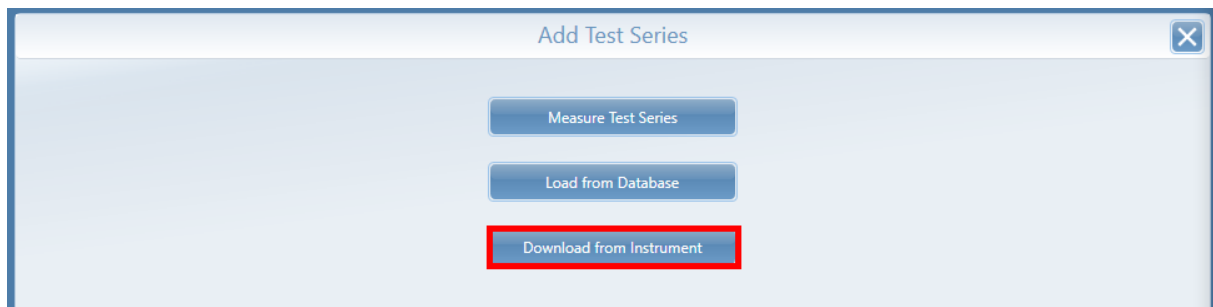 Add Test Series
Measure Test Series
Load from Database
Download from Instrument